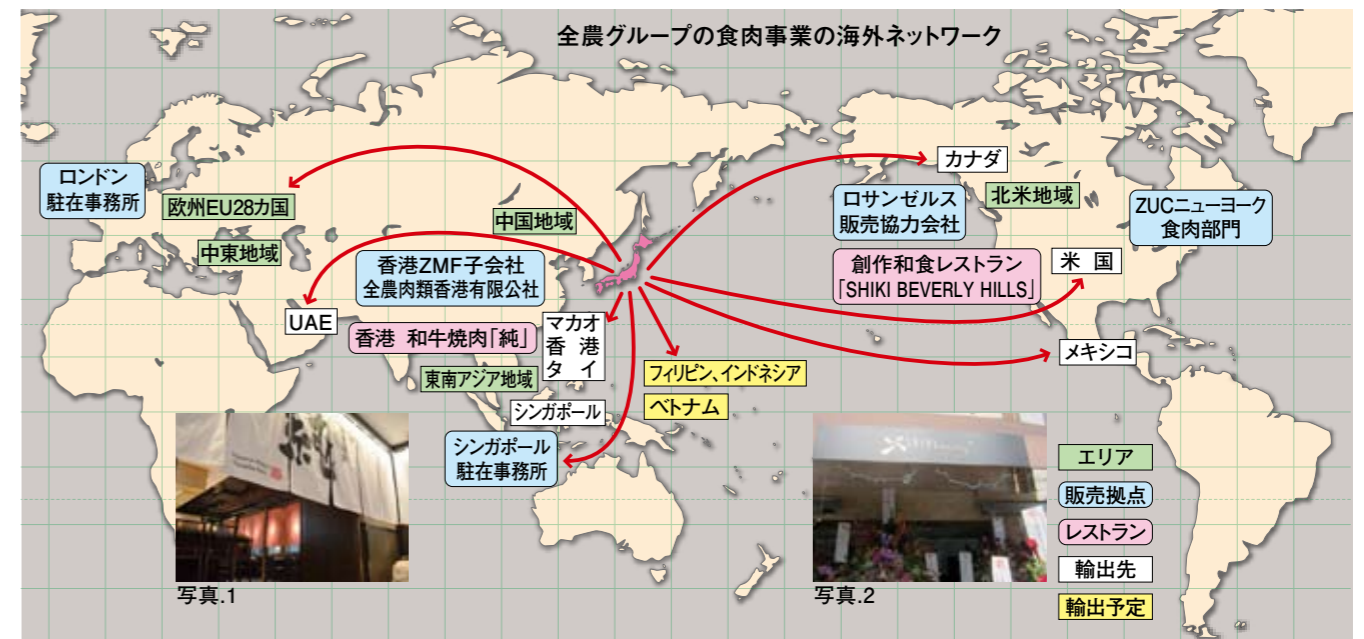 全農グループの食肉事業の海外ネットワーク
ロンドン
駐在事務所
欧州EU28カ国
中東地域
中国地域
香港ZMF子会社
全農肉類香港有限公社
UAE
香港 和牛焼肉「純」
マカオ
香港
タイ
東南アジア地域
シンガポール
シンガポール
駐在事務所
フィリピン、インドネシア
ベトナム
カナダ
ロサンゼルス
販売協力会社
北米地域
ZUCニューヨーク
食肉部門
創作和食レストラン
「SHIKI BEVERLY HILLS」
米国
メキシコ
エリア
販売拠点
レストラン
輸出先
輸出予定
写真.1
写真.2